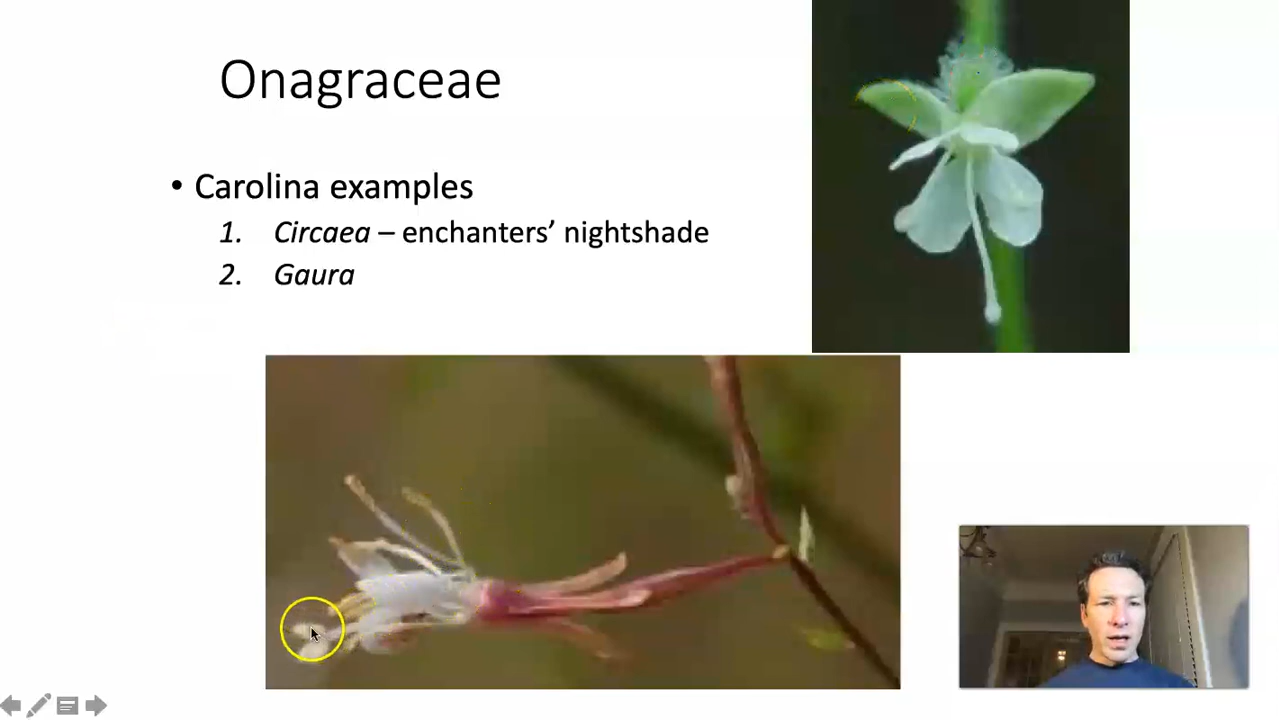 Onagraceae
• Carolina examples
1. Circaea – enchanters’ nightshade
2. Gaura